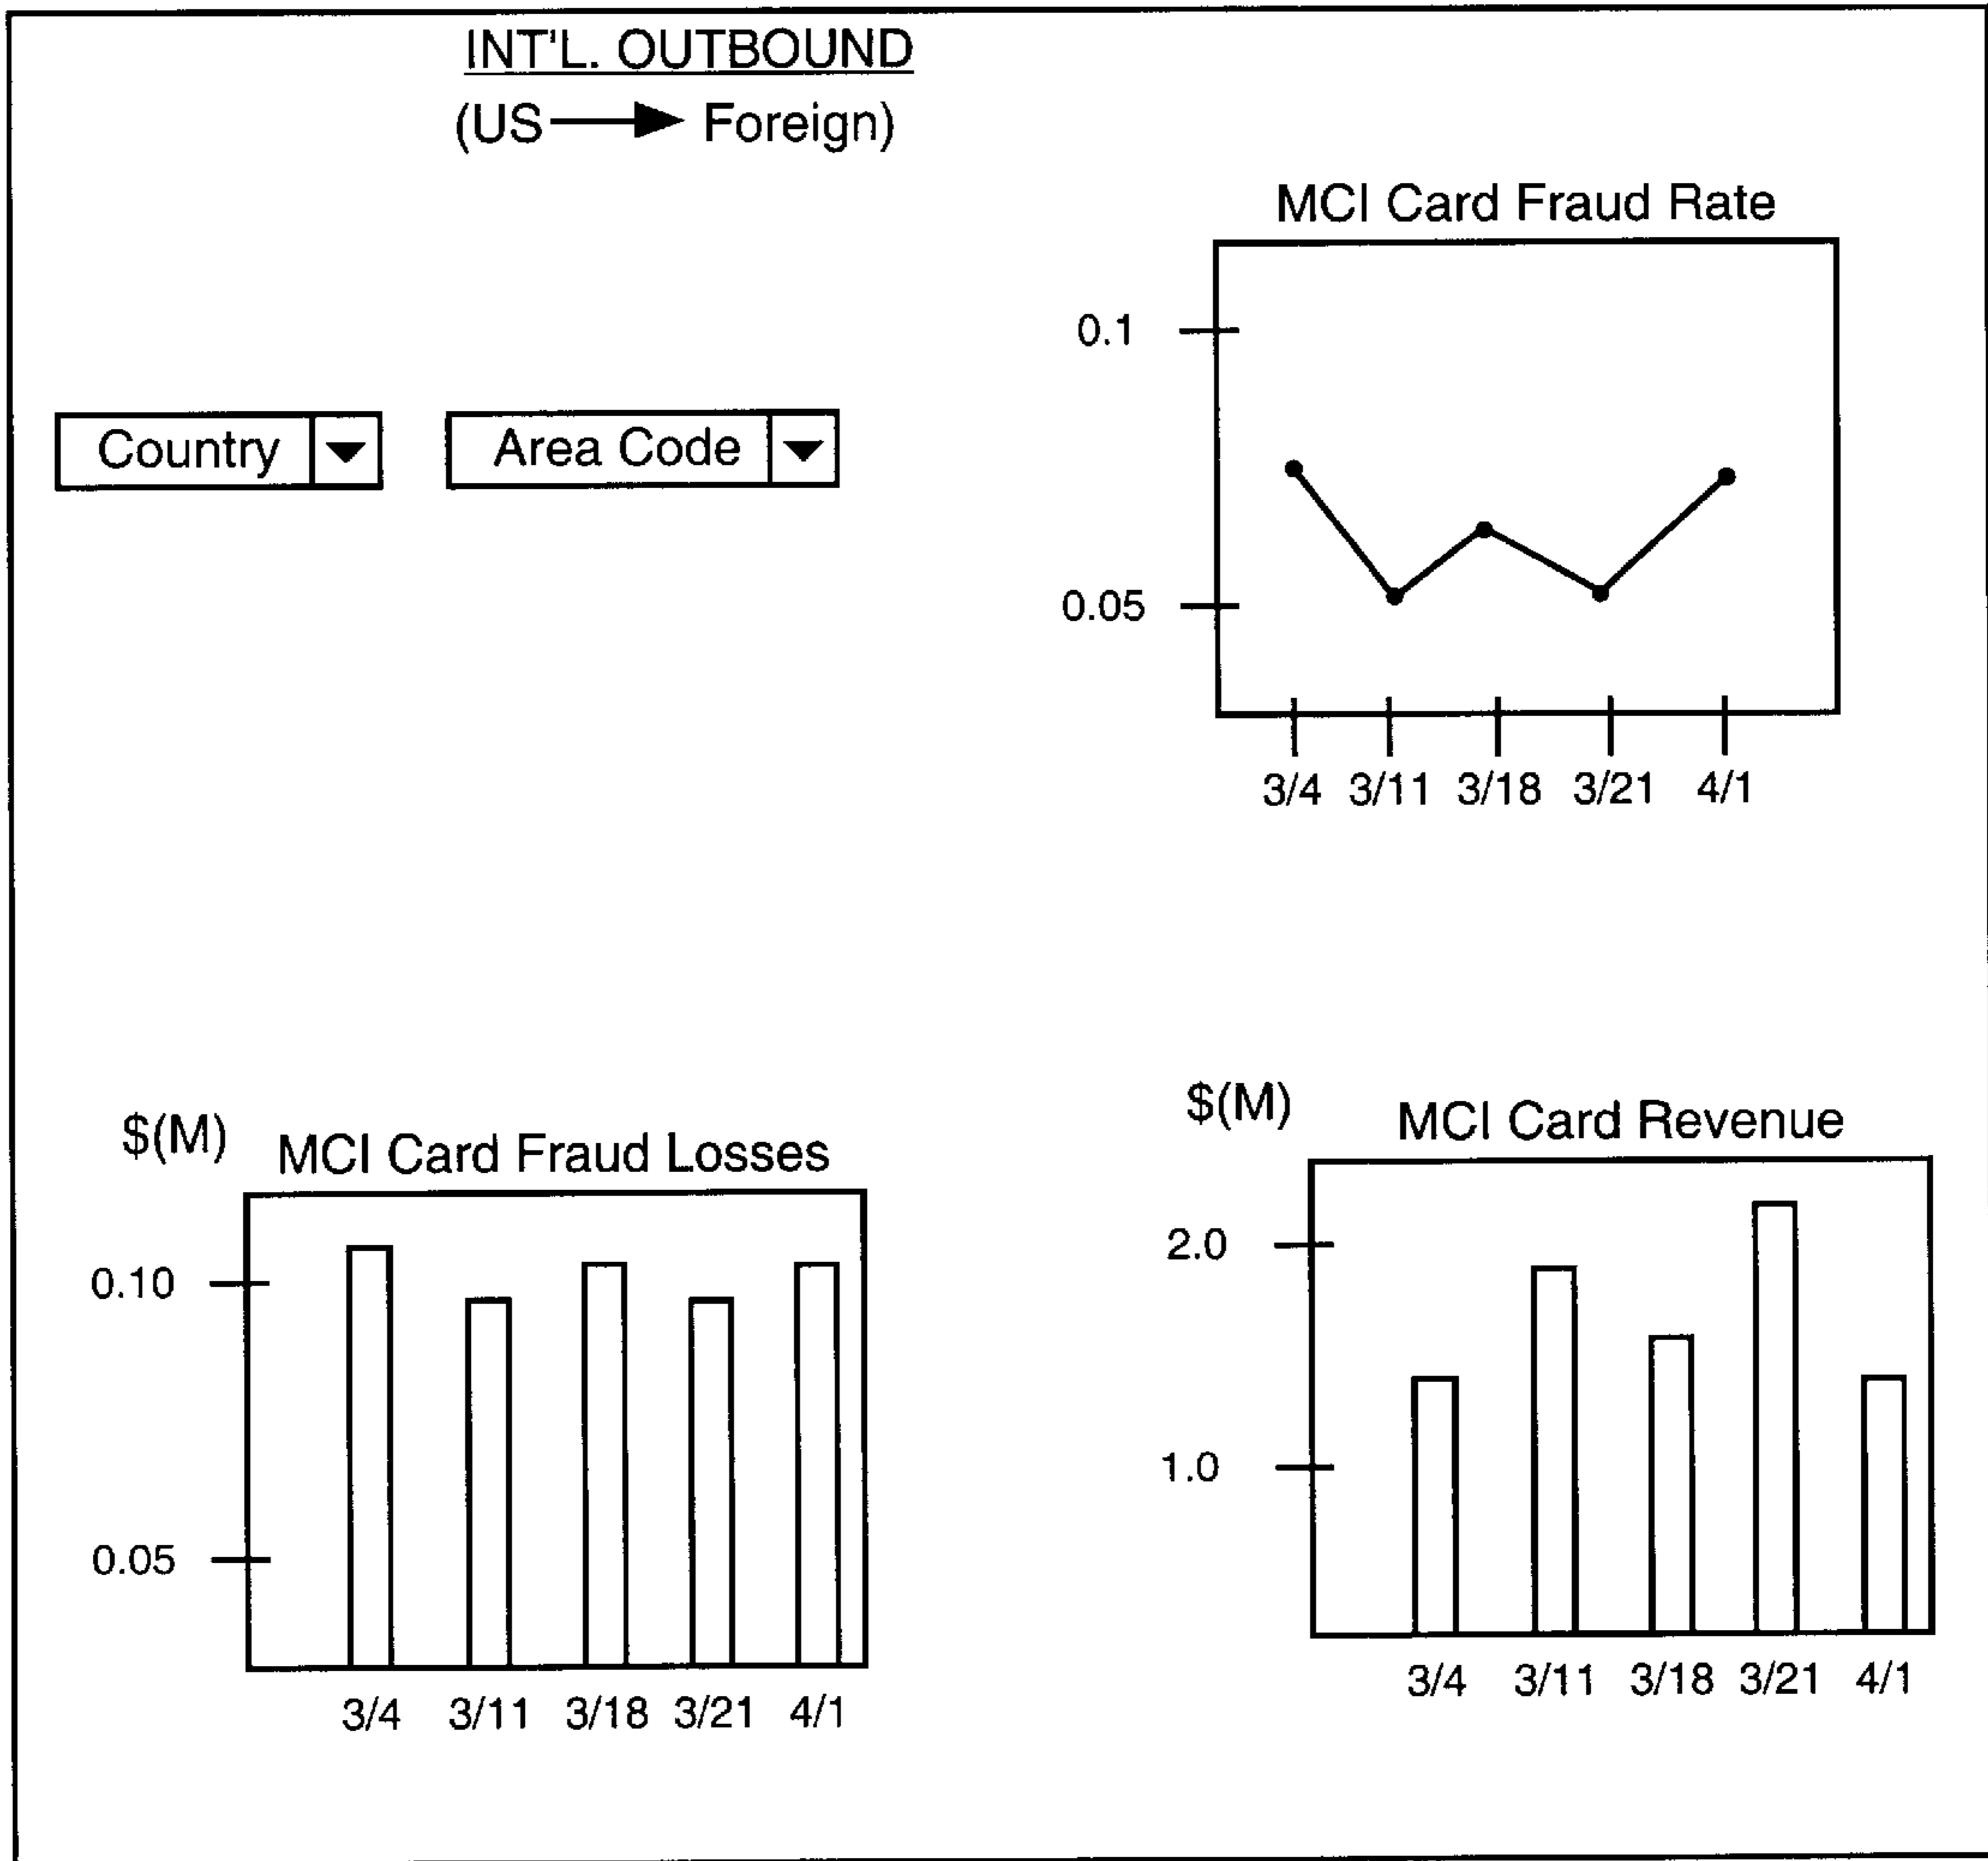 INT'L. OUTBOUND
(US → Foreign)
MCI Card Fraud Rate
0.1
Country
Area Code
0.05
3/4 3/11 3/18 3/21 4/1
$(M)
MCI Card Fraud Losses
0.10
0.05
3/4 3/11 3/18 3/21 4/1
$(M)
MCI Card Revenue
2.0
1.0
3/4 3/11 3/18 3/21 4/1